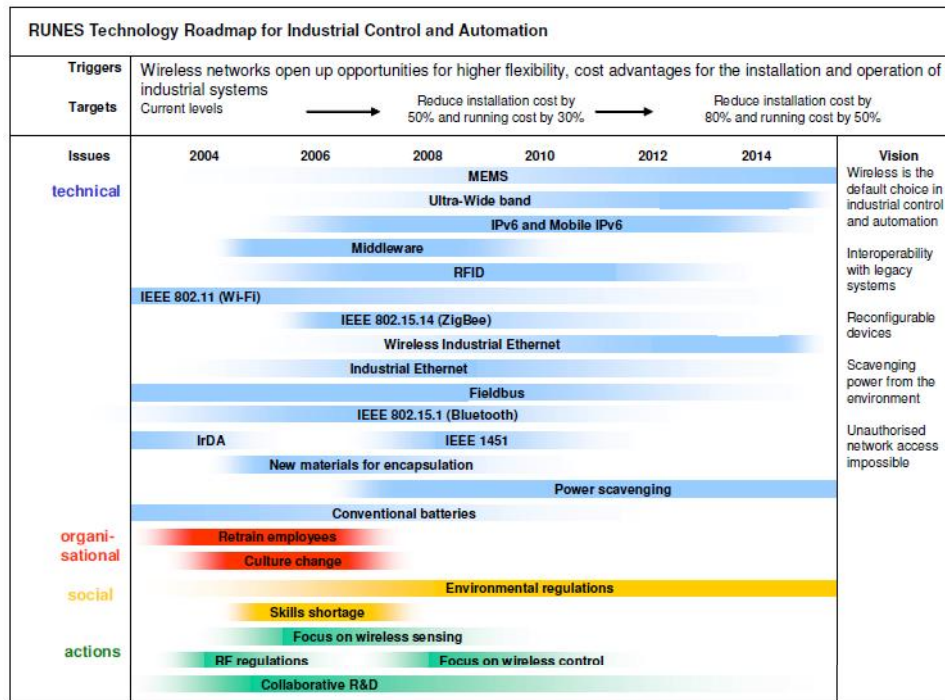 RUNES Technology Roadmap for Industrial Control and Automation
Triggers
Wireless networks open up opportunities for higher flexibility, cost advantages for the installation and operation of
industrial systems
Targets
Current levels
Reduce installation cost by
50% and running cost by 30%
Reduce installation cost by
80% and running cost by 50%
Issues
2004
2006
2008
2010
2012
2014
Vision
technical
MEMS
Ultra-Wide band
IPv6 and Mobile IPv6
Middleware
RFID
IEEE 802.11 (Wi-Fi)
IEEE 802.15.14 (ZigBee)
Wireless Industrial Ethernet
Industrial Ethernet
Fieldbus
IEEE 802.15.1 (Bluetooth)
IrDA
IEEE 1451
New materials for encapsulation
Power scavenging
Conventional batteries
organi-
sational
Retrain employees
Culture change
social
Environmental regulations
Skills shortage
actions
Focus on wireless sensing
RF regulations
Focus on wireless control
Collaborative R&D
Wireless is the
default choice in
industrial control
and automation
Interoperability
with legacy
systems
Reconfigurable
devices
Scavenging
power from the
environment
Unauthorised
network access
impossible